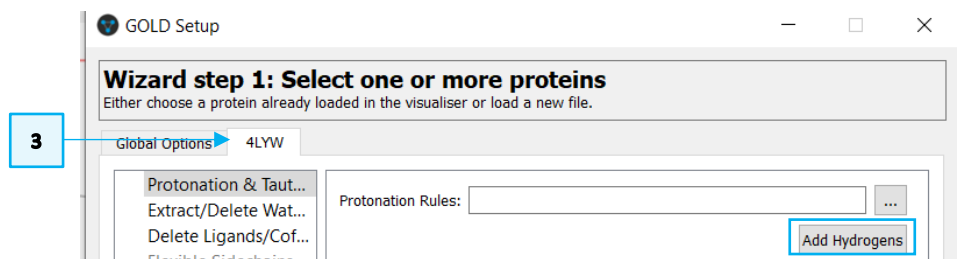 GOLD Setup
Wizard step 1: Select one or more proteins
Either choose a protein already loaded in the visualiser or load a new file.
3
Global Options 4LYW
Protonation & Taut...
Protonation Rules: ...
Extract/Delete Wat...
Delete Ligands/Cof...
Add Hydrogens